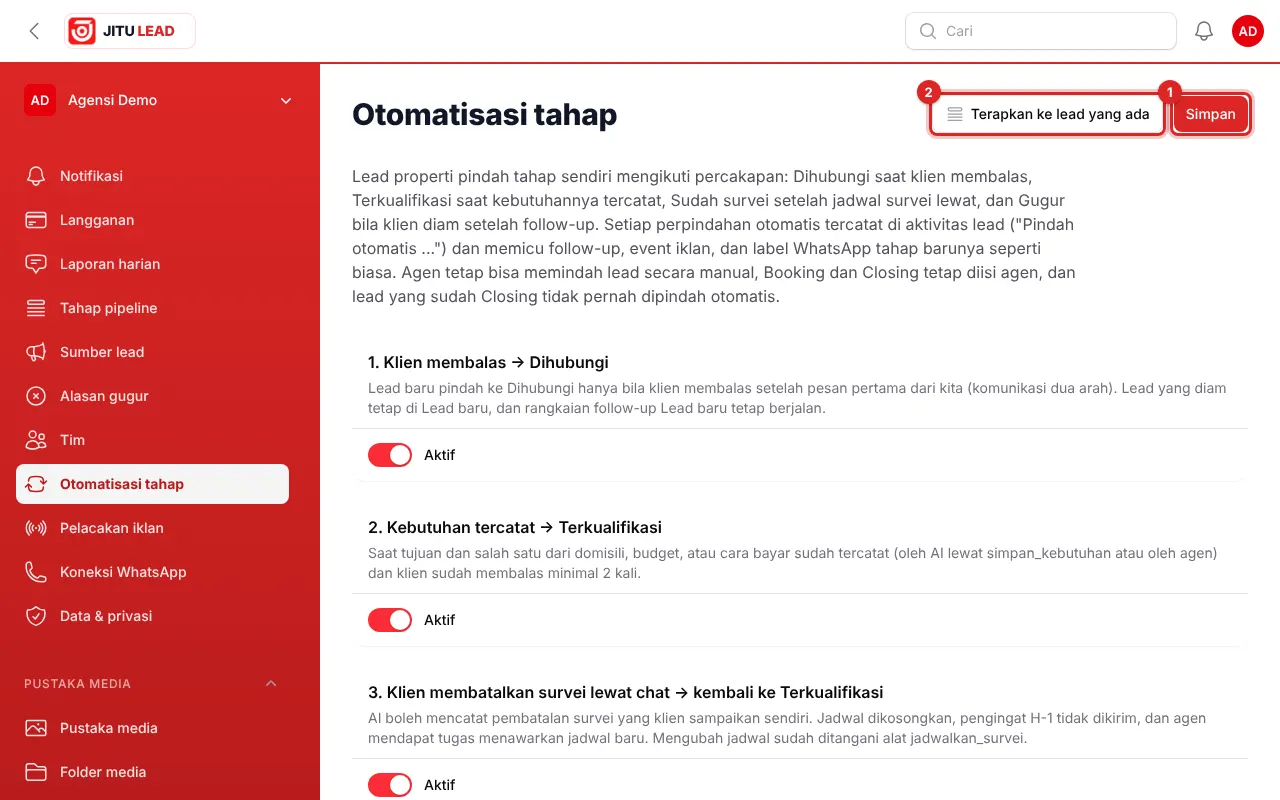 JITU LEAD
Cari
AD
AD
Agensi Demo
Notifikasi
Langganan
Laporan harian
Tahap pipeline
Sumber lead
Alasan gugur
Tim
Otomatisasi tahap
Pelacakan iklan
Koneksi WhatsApp
Data & privasi
PUSTAKA MEDIA
Pustaka media
Folder media
Otomatisasi tahap
2
Terapkan ke lead yang ada
1
Simpan
Lead properti pindah tahap sendiri mengikuti percakapan: Dihubungi saat klien membalas,
Terkualifikasi saat kebutuhannya tercatat, Sudah survei setelah jadwal survei lewat, dan Gugur
bila klien diam setelah follow-up. Setiap perpindahan otomatis tercatat di aktivitas lead ("Pindah
otomatis ...") dan memicu follow-up, event iklan, dan label WhatsApp tahap barunya seperti
biasa. Agen tetap bisa memindah lead secara manual, Booking dan Closing tetap diisi agen, dan
lead yang sudah Closing tidak pernah dipindah otomatis.
1. Klien membalas → Dihubungi
Lead baru pindah ke Dihubungi hanya bila klien membalas setelah pesan pertama dari kita (komunikasi dua arah). Lead yang diam
tetap di Lead baru, dan rangkaian follow-up Lead baru tetap berjalan.
Aktif
2. Kebutuhan tercatat → Terkualifikasi
Saat tujuan dan salah satu dari domisili, budget, atau cara bayar sudah tercatat (oleh AI lewat simpan_kebutuhan atau oleh agen)
dan klien sudah membalas minimal 2 kali.
Aktif
3. Klien membatalkan survei lewat chat → kembali ke Terkualifikasi
AI boleh mencatat pembatalan survei yang klien sampaikan sendiri. Jadwal dikosongkan, pengingat H-1 tidak dikirim, dan agen
mendapat tugas menawarkan jadwal baru. Mengubah jadwal sudah ditangani alat jadwalkan_survei.
Aktif